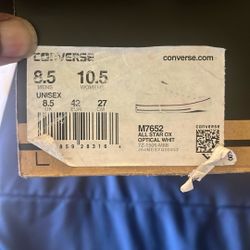 CONVERSE
converse.com
8.5 10.5
MENS WOMENS
UNISEX
8.5 42 27
UK EUR CM
M7652
ALL STAR OX
OPTICAL WHIT
CONVERSE